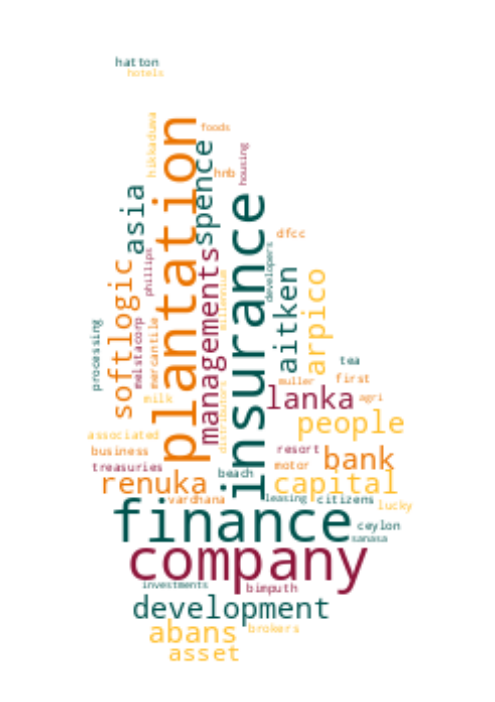 hatton
hotels
hikkaduwa
plantation
foods
spence
housing
hnb
asia
insurance
dfcc
developers
managements
phillips
softlogic
aitken
arpico
melstacorp
mercantile
processing
tea
muller
first
milk
lanka
agri
distributors
people
associated
business
resort
bank
treasuries
motor
beach
renuka
capital
vardhana
leasing
citizens
lucky
finance
ceylon
sanasa
company
investments
bimputh
development
abans
brokers
asset